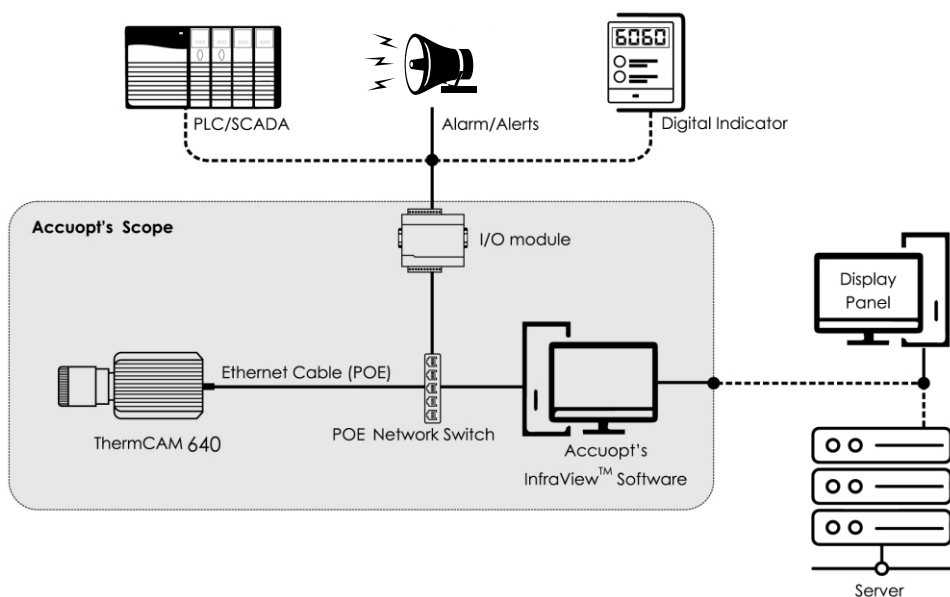 6060
PLC/SCADA
Alarm/Alerts
Digital Indicator
Accuopt's Scope
I/O module
Display
Panel
Ethernet Cable (POE)
ThermCAM 640
POE Network Switch
Accuopt's
InfraView™ Software
Server